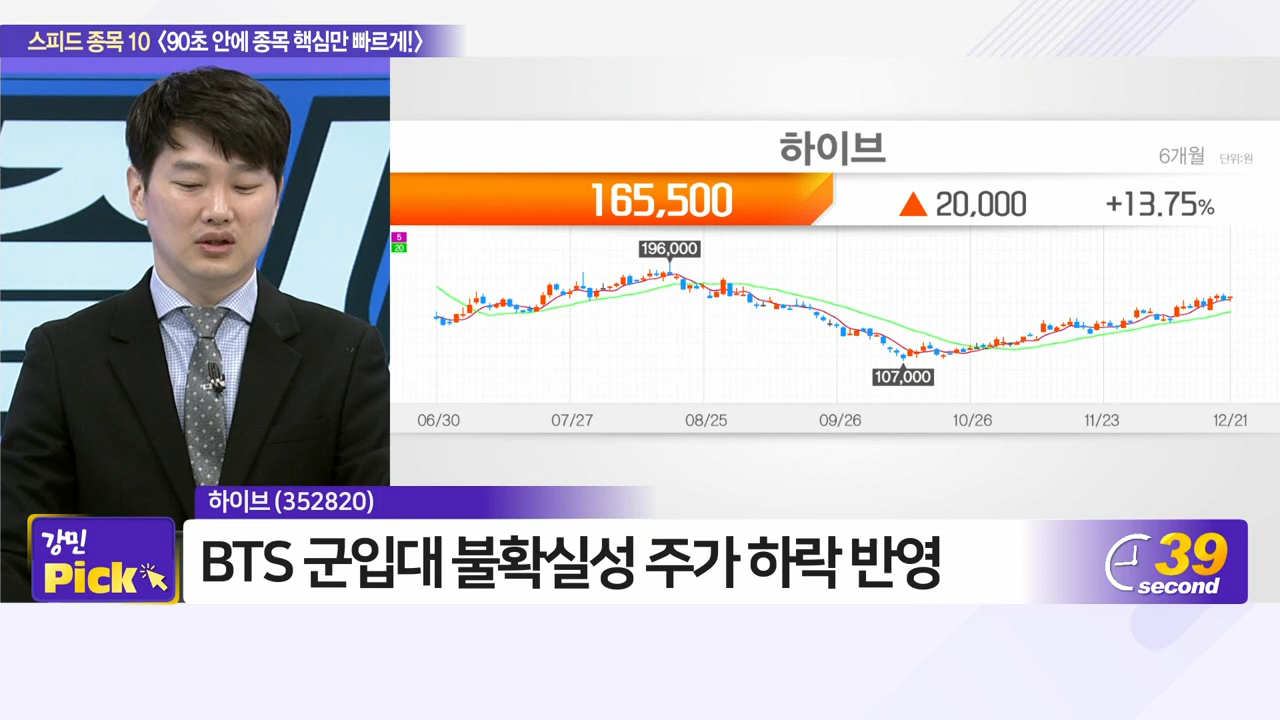 스피드 종목 10 <90초 안에 종목 핵심만 빠르게!>
하이브
6개월 단위:원
165,500 ▲ 20,000 +13.75%
5
20
196,000
107,000
06/30 07/27 08/25 09/26 10/26 11/23 12/21
하이브 (352820)
강민
Pick
BTS 군입대 불확실성 주가 하락 반영
39
second